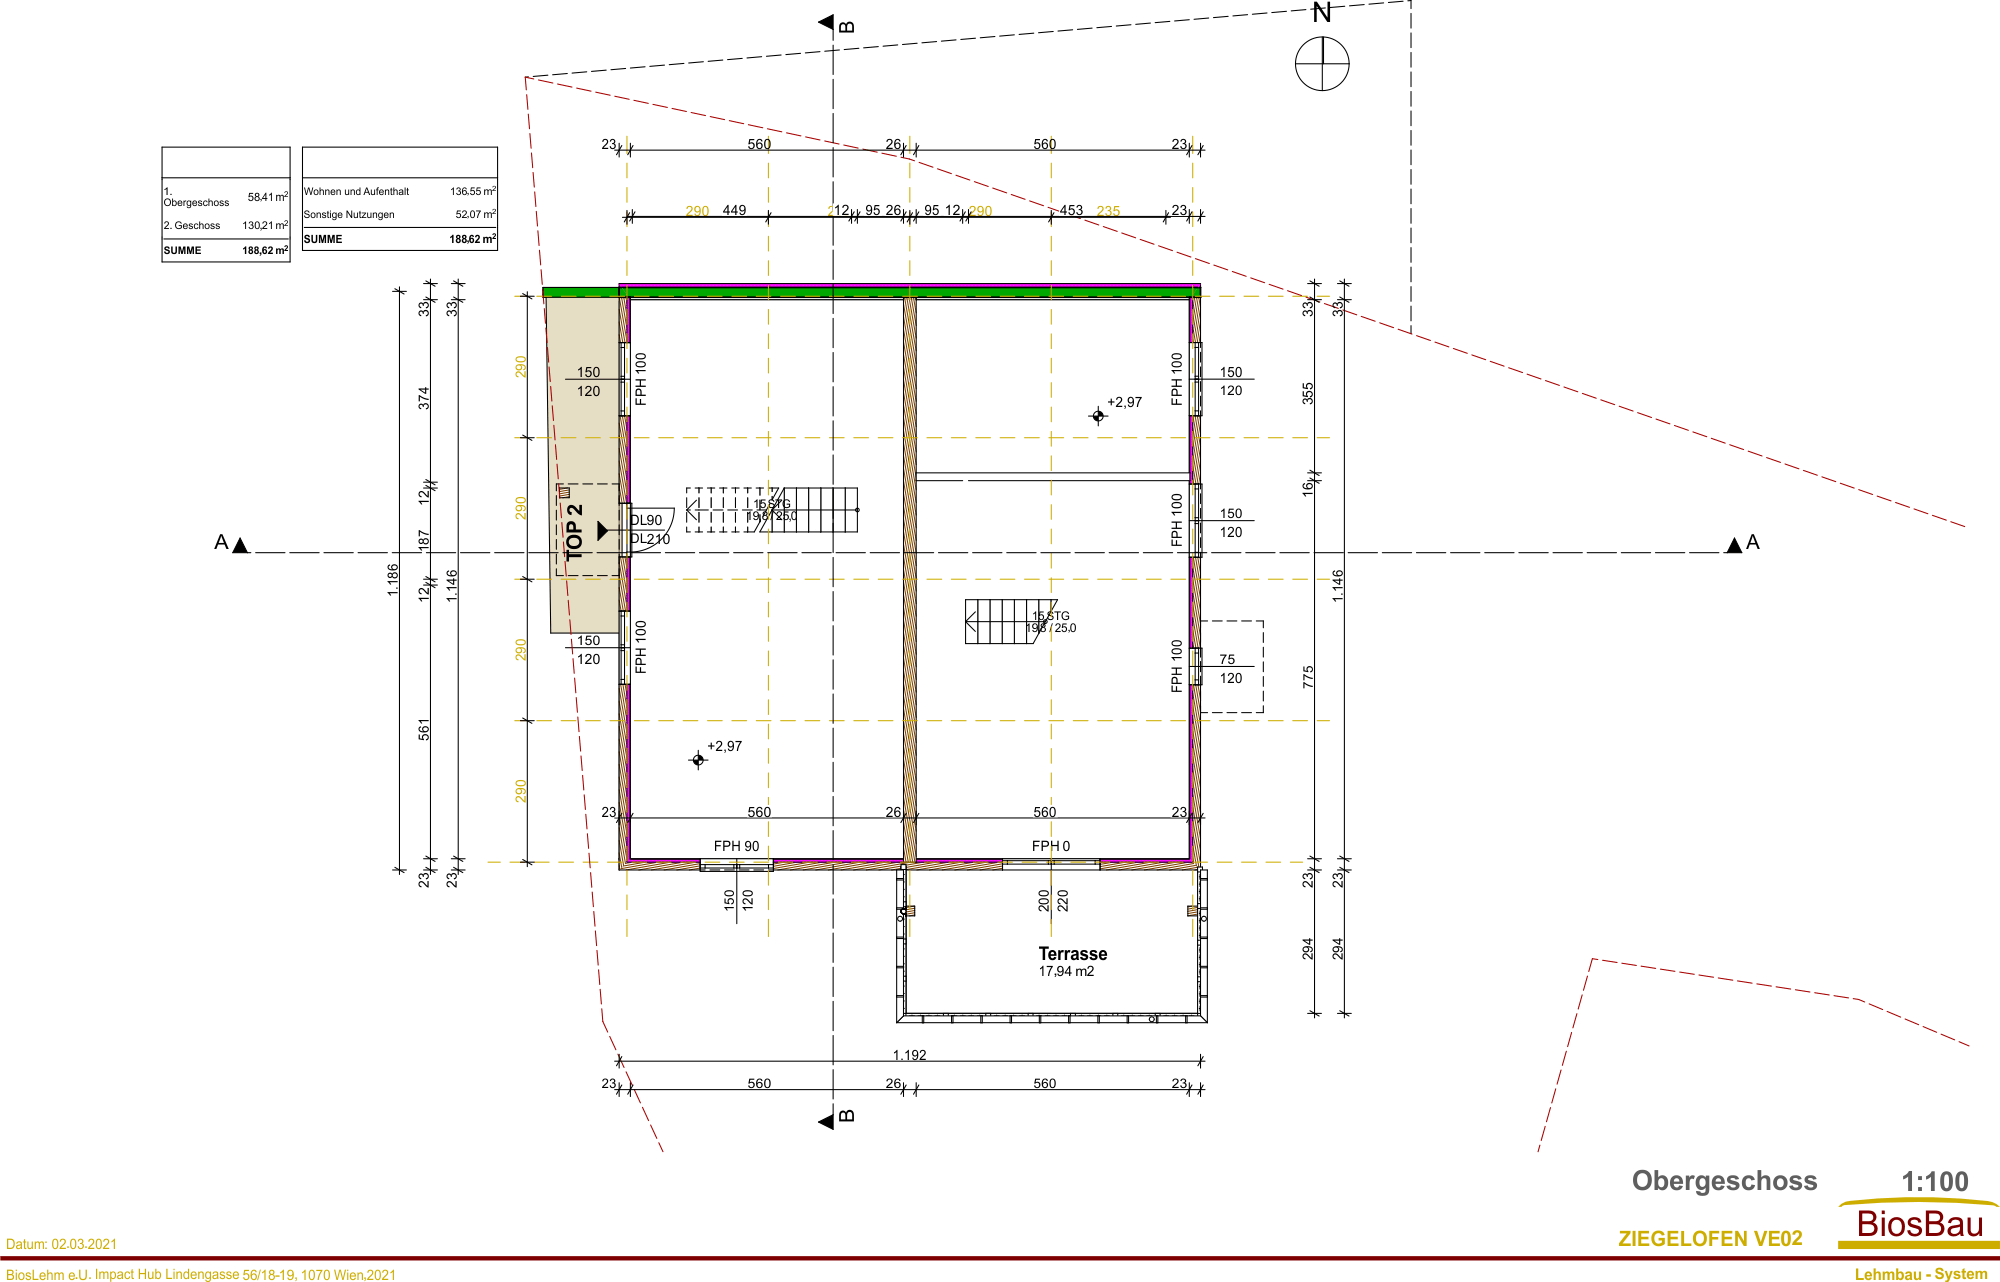 N
B
23 560 26 560 23
290 449 12 95 26 95 12 290 453 235 23
1.
Obergeschoss 58.41 m²
2. Geschoss 130,21 m²
SUMME 188,62 m²
Wohnen und Aufenthalt 136.55 m²
Sonstige Nutzungen 52.07 m²
SUMME 188,62 m²
33
33
33
33
290
374
150
120
FPH 100
FPH 100
150
120
355
+2,97
12
290
TOP 2
DL90
DL210
15 STG
19,8 / 25,0
FPH 100
150
120
16
A
A
187
1.186
12
1.146
1.146
290
150
120
FPH 100
15 STG
19,8 / 25,0
FPH 100
75
120
775
561
290
+2,97
23 560 26 560 23
FPH 90
FPH 0
23
23
23
23
150
120
200
220
Terrasse
17,94 m2
294
294
1.192
23 560 26 560 23
B
Obergeschoss 1:100
BiosBau
ZIEGELOFEN VE02
Datum: 02.03.2021
BiosLehm e.U. Impact Hub Lindengasse 56/18-19, 1070 Wien,2021
Lehmbau - System